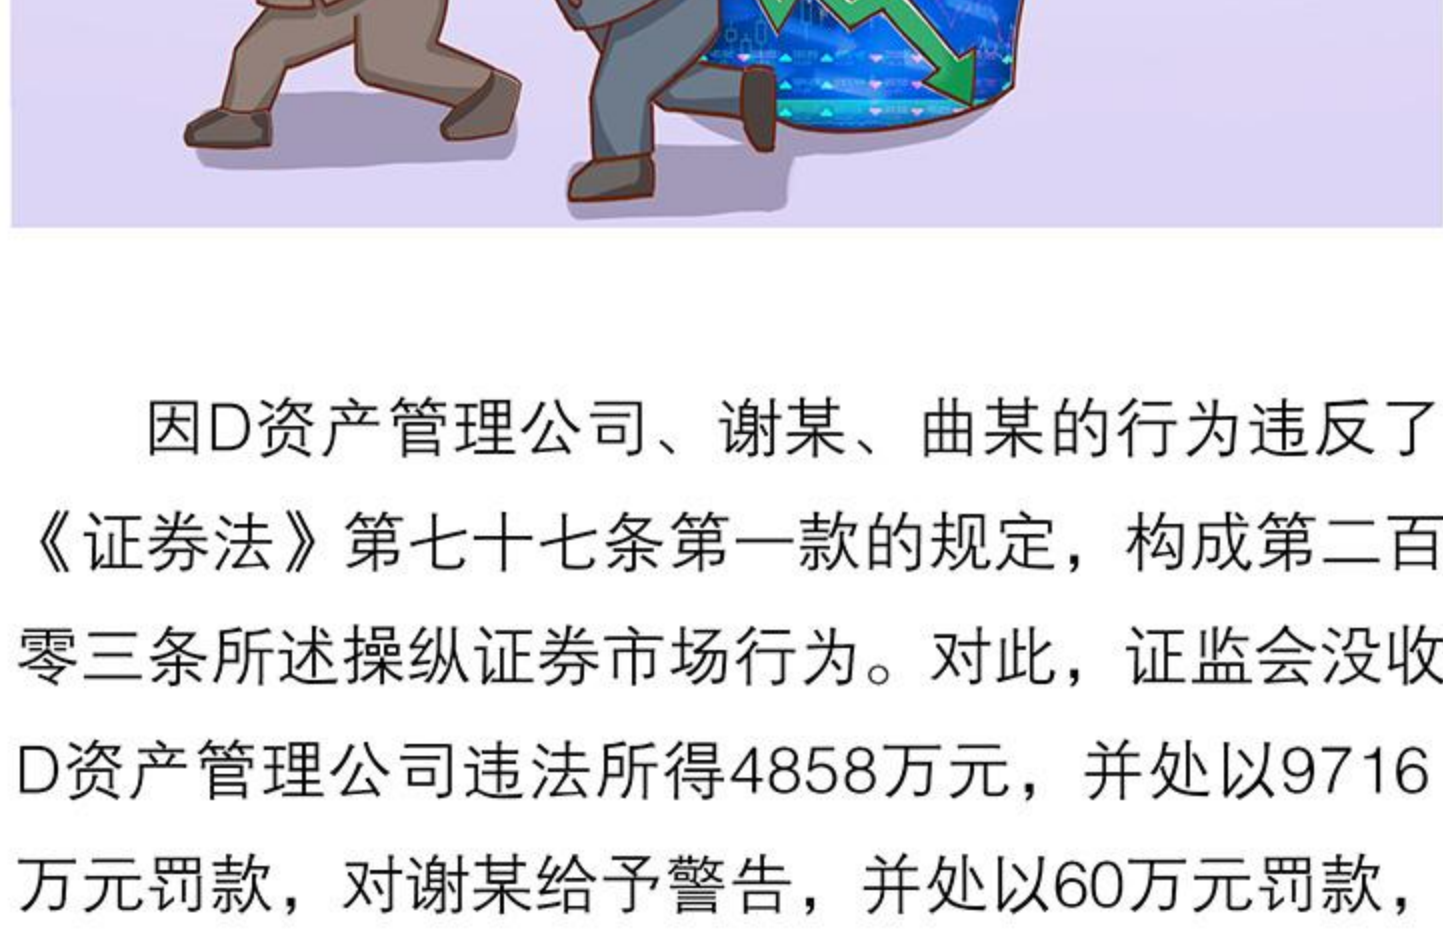 因D资产管理公司、谢某、曲某的行为违反了
《证券法》第七十七条第一款的规定，构成第二百
零三条所述操纵证券市场行为。对此，证监会没收
D资产管理公司违法所得4858万元，并处以9716
万元罚款，对谢某给予警告，并处以60万元罚款，